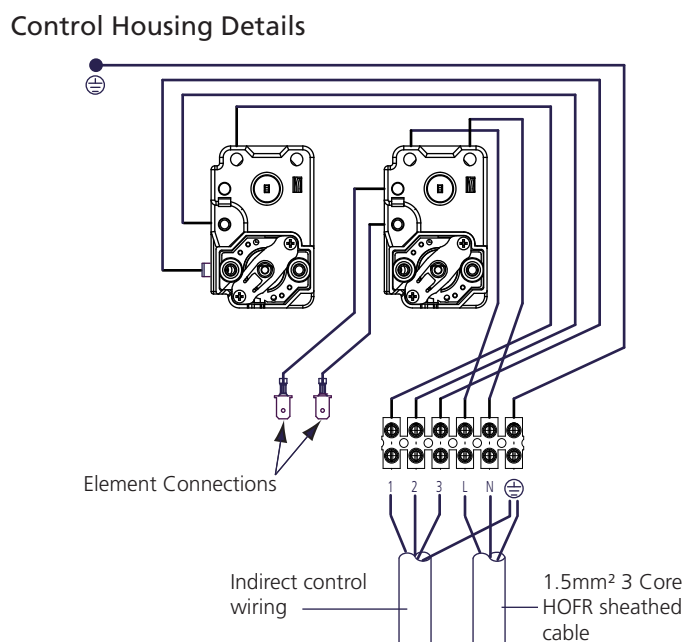 Control Housing Details
Element Connections
1 2 3 L N
Indirect control
wiring
1.5mm² 3 Core
HOFR sheathed
cable